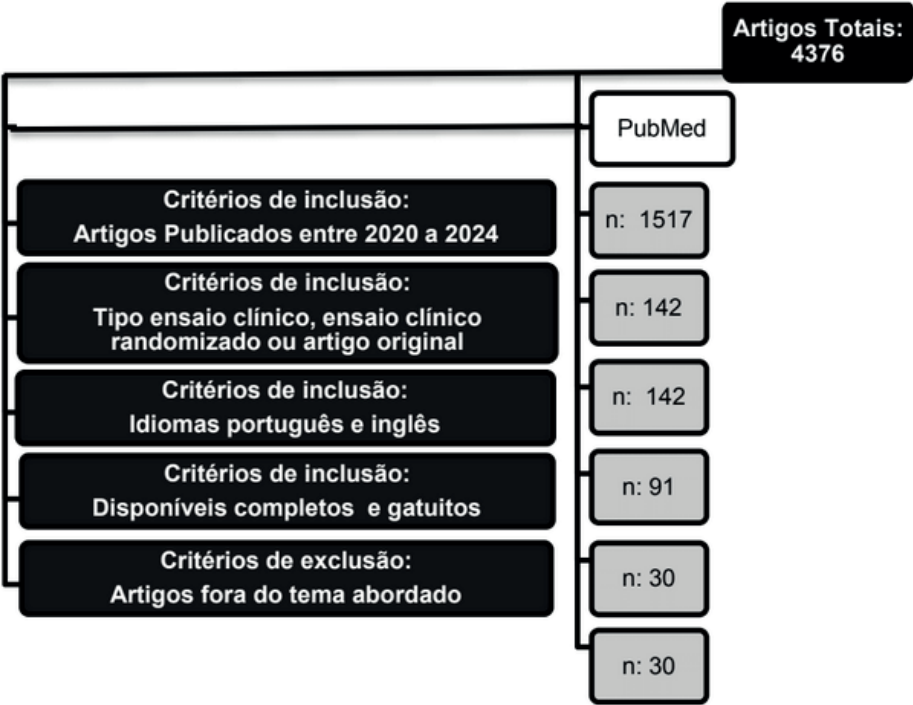 Artigos Totais:
4376
PubMed
Critérios de inclusão:
Artigos Publicados entre 2020 a 2024
n: 1517
Critérios de inclusão:
Tipo ensaio clínico, ensaio clínico
randomizado ou artigo original
n: 142
Critérios de inclusão:
Idiomas português e inglês
n: 142
Critérios de inclusão:
Disponíveis completos e gatuitos
n: 91
Critérios de exclusão:
Artigos fora do tema abordado
n: 30
n: 30